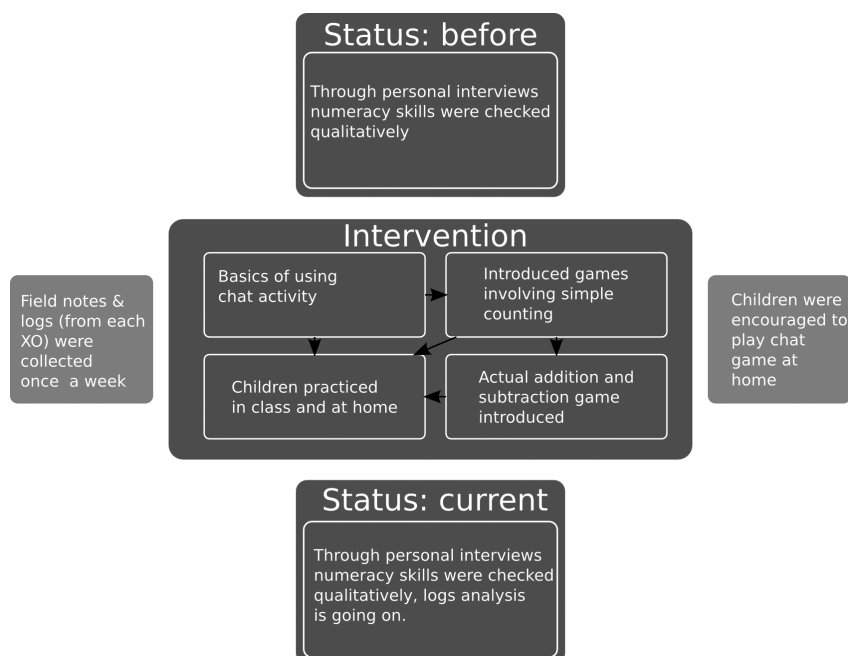 Status: before
Through personal interviews
numeracy skills were checked
qualitatively
Intervention
Basics of using
chat activity
Introduced games
involving simple
counting
Children practiced
in class and at home
Actual addition and
subtraction game
introduced
Field notes &
logs (from each
XO) were
collected
once  a week
Children were
encouraged to
play chat
game at
home
Status: current
Through personal interviews
numeracy skills were checked
qualitatively, logs analysis
is going on.